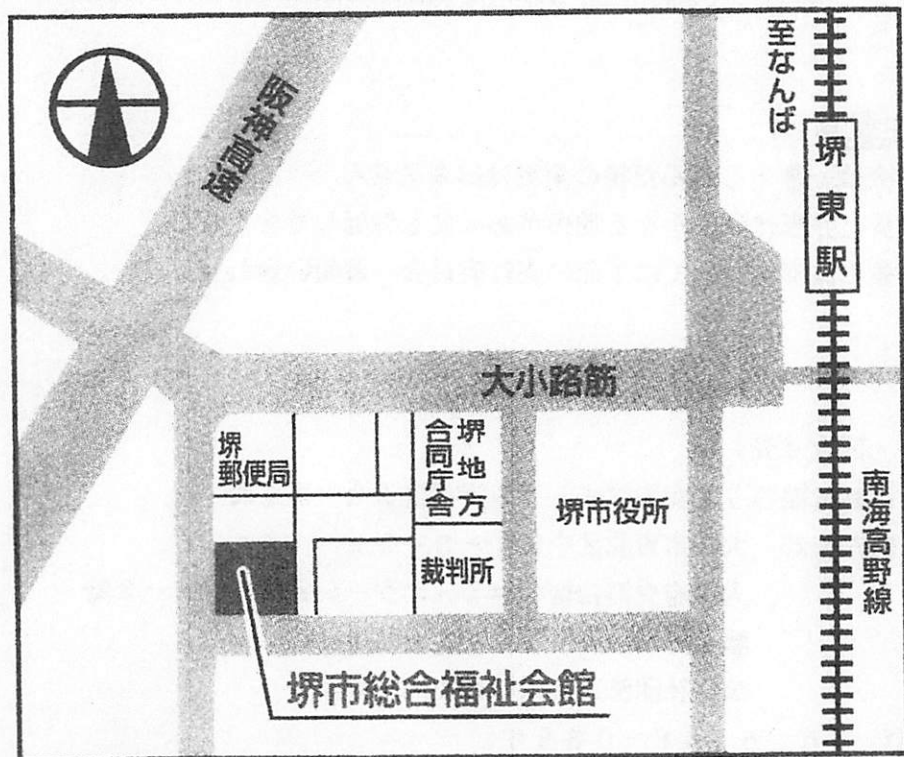 阪神高速
至なんば
堺東駅
大小路筋
堺
郵便局
堺地方
合同庁舎
裁判所
堺市役所
南海高野線
堺市総合福祉会館